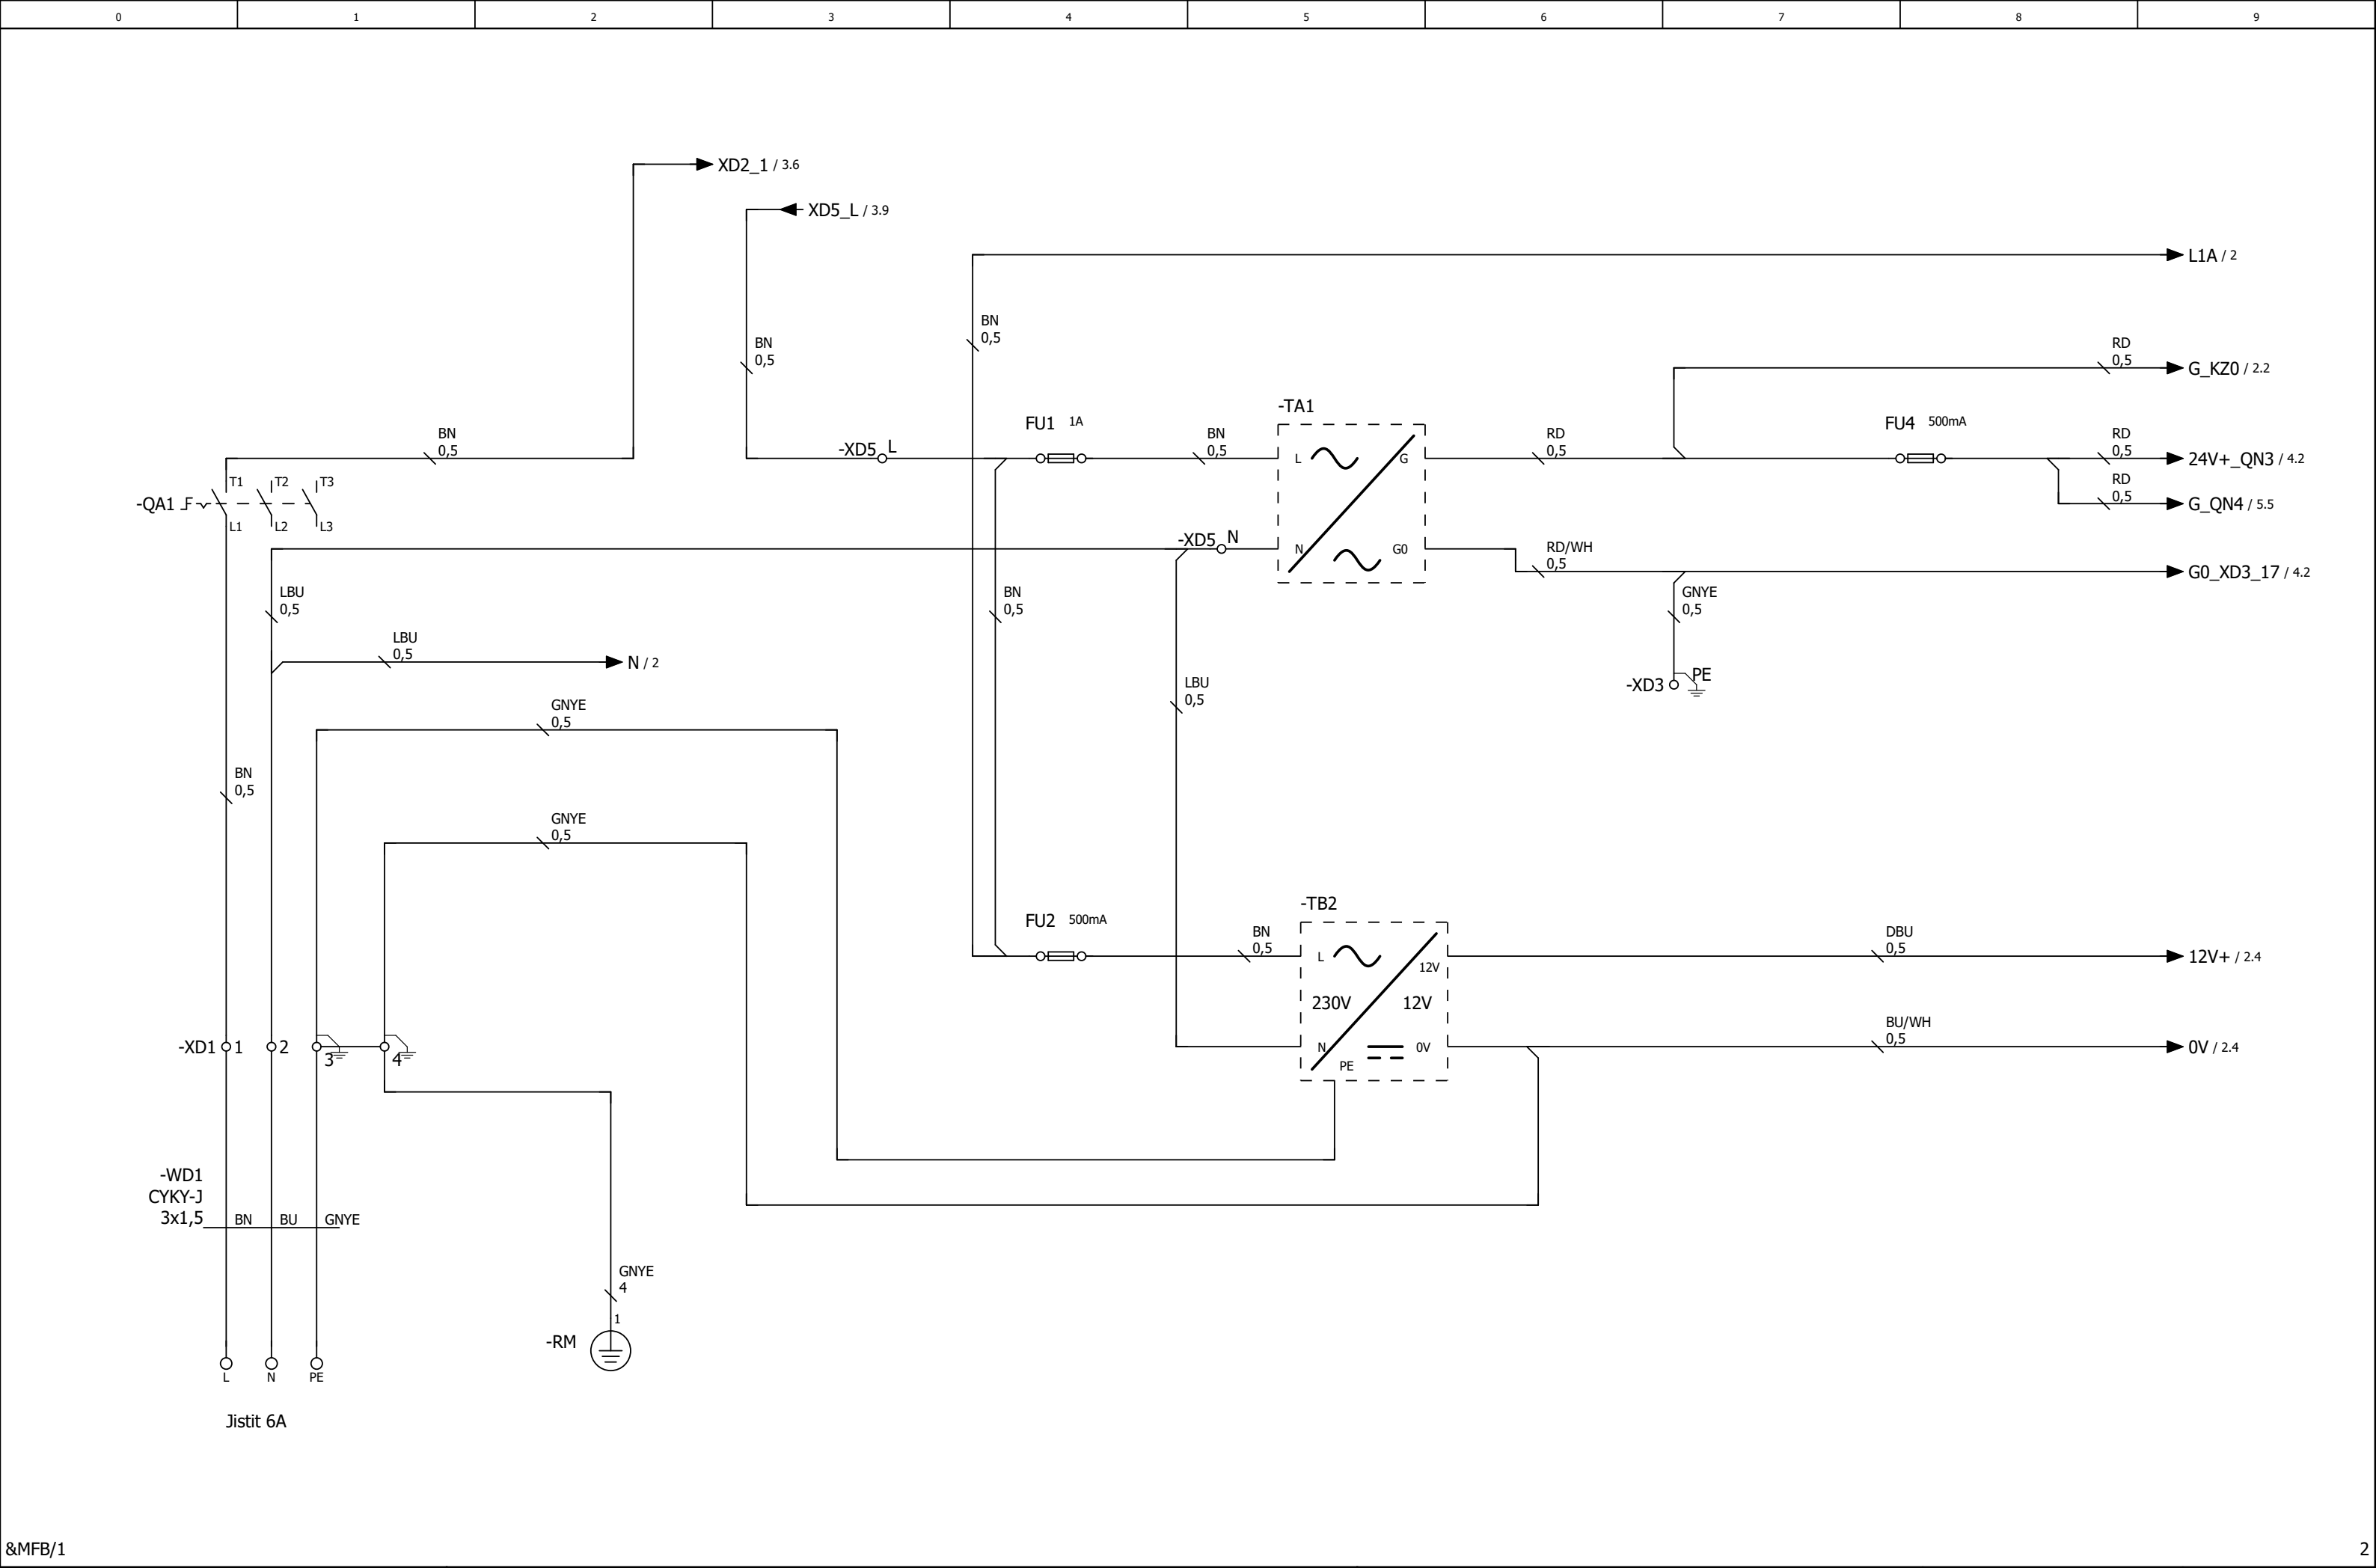 0 1 2 3 4 5 6 7 8 9
XD2_1 / 3.6
XD5_L / 3.9
L1A / 2
BN
0,5
BN
0,5
RD
0,5
G_KZ0 / 2.2
-TA1
FU1 1A
FU4 500mA
BN
0,5
-XD5 L
BN
0,5
L
G
RD
0,5
RD
0,5
24V+_QN3 / 4.2
-QA1
T1
T2
T3
L1
L2
L3
RD
0,5
G_QN4 / 5.5
-XD5 N
N
G0
RD/WH
0,5
G0_XD3_17 / 4.2
LBU
0,5
BN
0,5
GNYE
0,5
LBU
0,5
N / 2
-XD3
PE
LBU
0,5
GNYE
0,5
BN
0,5
GNYE
0,5
-TB2
FU2 500mA
BN
0,5
L
12V
230V
12V
N
PE
0V
DBU
0,5
12V+ / 2.4
BU/WH
0,5
0V / 2.4
-XD1 1 2 3 4
-WD1
CYKY-J
3x1,5
BN BU GNYE
GNYE
4
1
-RM
L N PE
Jistit 6A
&MFB/1
2